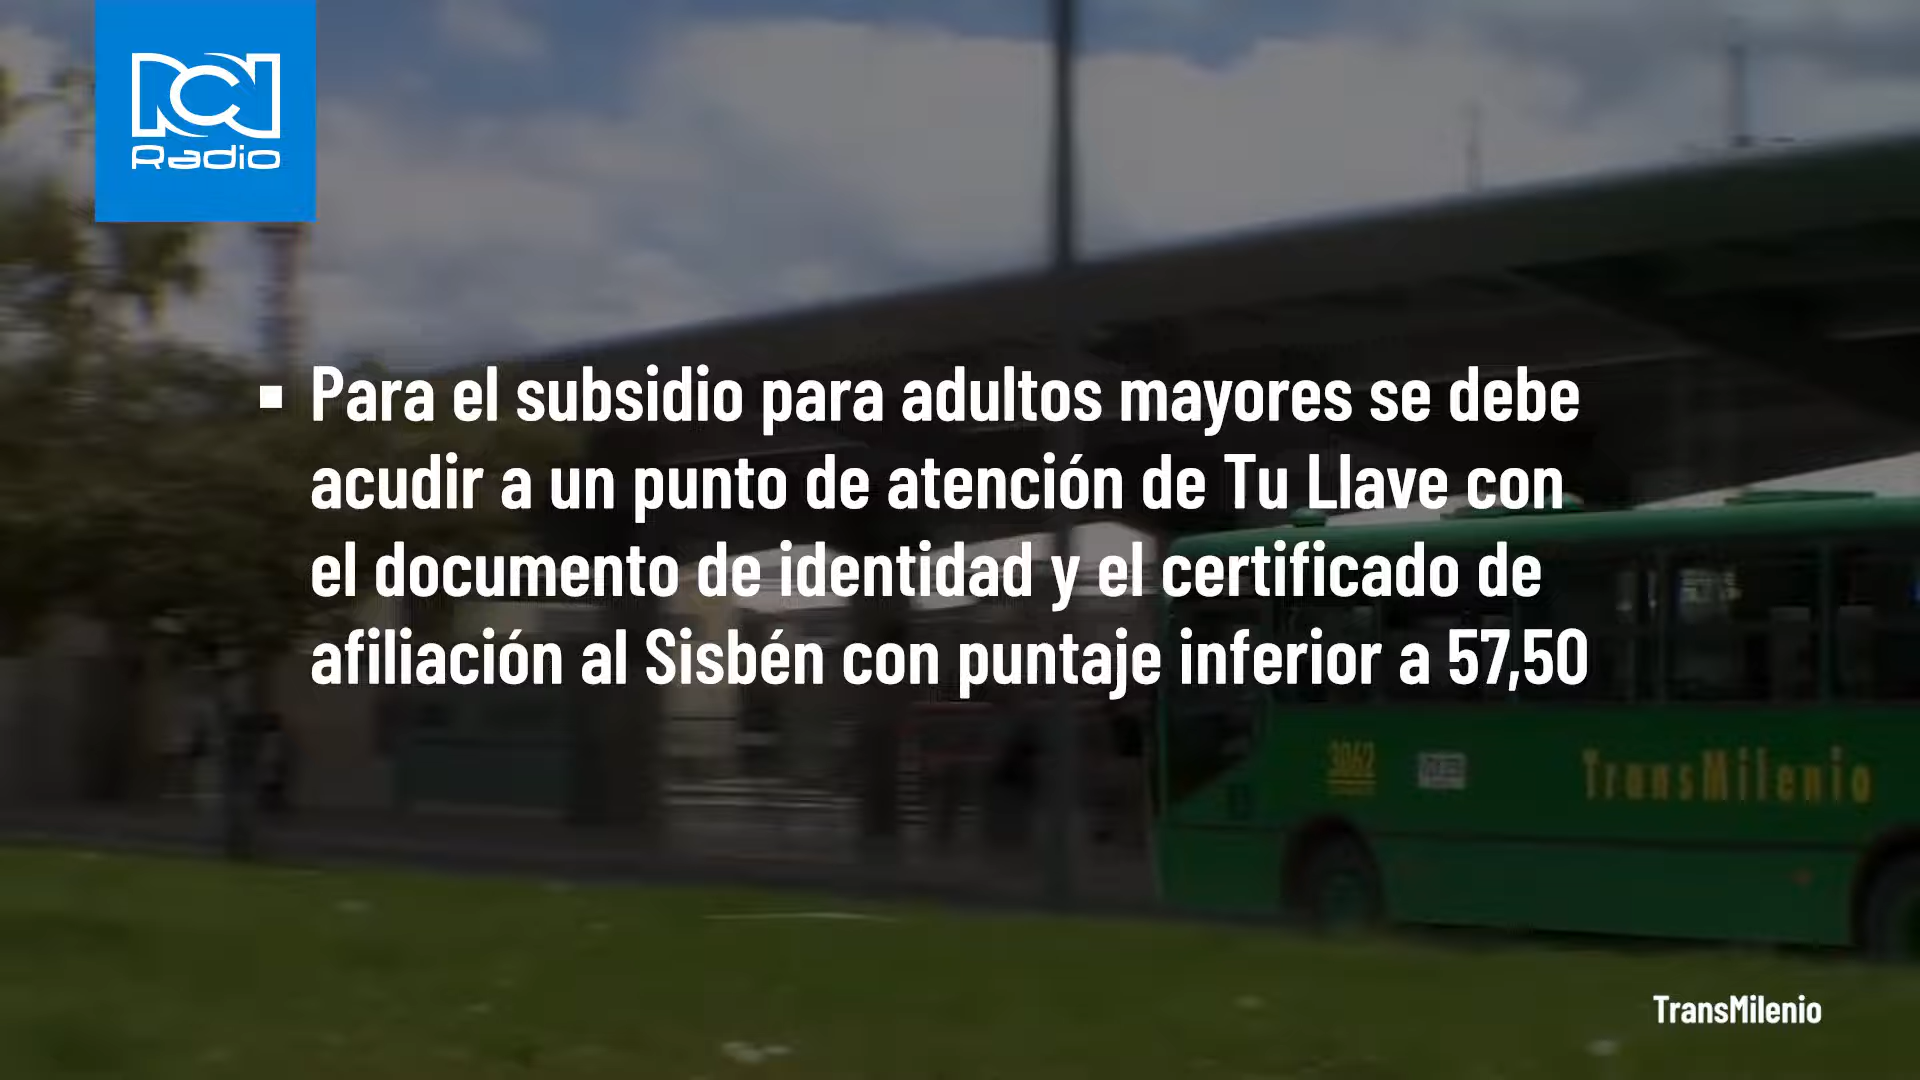 RCN
Radio
▪ Para el subsidio para adultos mayores se debe
acudir a un punto de atención de Tu Llave con
el documento de identidad y el certificado de
afiliación al Sisbén con puntaje inferior a 57,50
3062
TransMilenio
TransMilenio